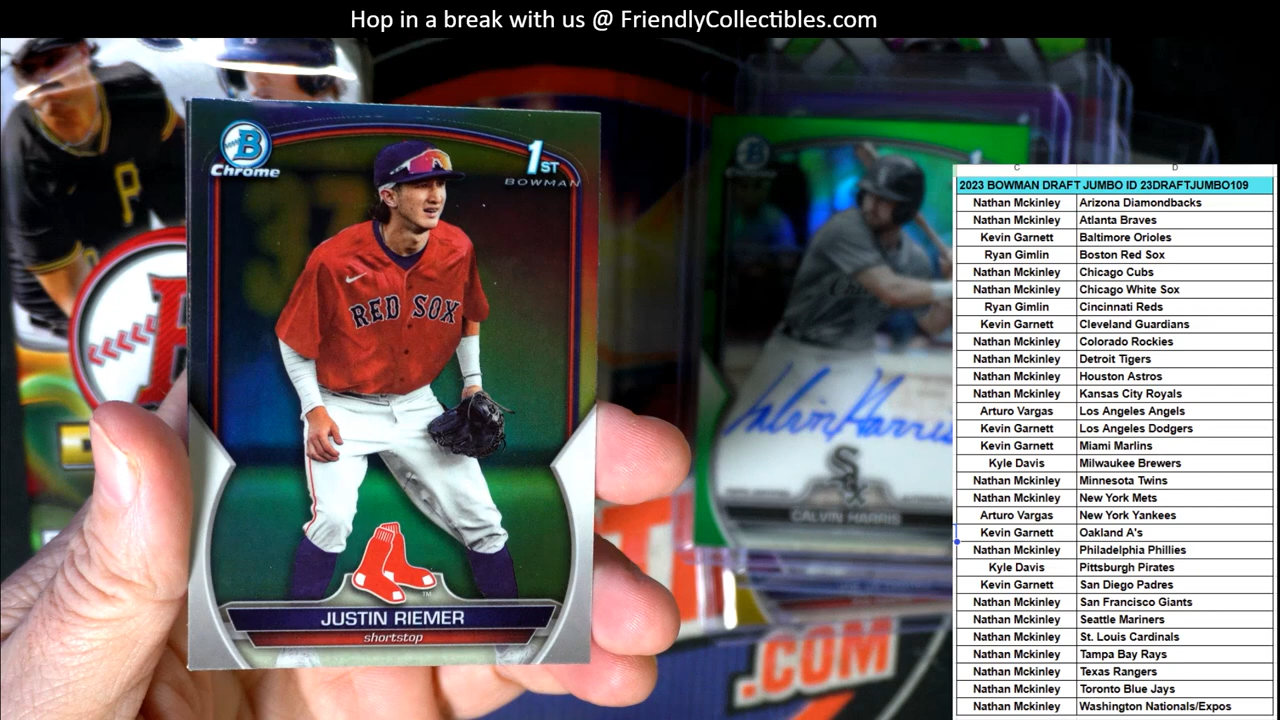 Hop in a break with us @ FriendlyCollectibles.com
P
B
Chrome
1ST
BOWMAN
RED SOX
JUSTIN RIEMER
shortstop
Calvin Harris
SOX
CALVIN HARRIS
.COM
C D
2023 BOWMAN DRAFT JUMBO ID 23DRAFTJUMBO109
Nathan Mckinley Arizona Diamondbacks
Nathan Mckinley Atlanta Braves
Kevin Garnett Baltimore Orioles
Ryan Gimlin Boston Red Sox
Nathan Mckinley Chicago Cubs
Nathan Mckinley Chicago White Sox
Ryan Gimlin Cincinnati Reds
Kevin Garnett Cleveland Guardians
Nathan Mckinley Colorado Rockies
Nathan Mckinley Detroit Tigers
Nathan Mckinley Houston Astros
Nathan Mckinley Kansas City Royals
Arturo Vargas Los Angeles Angels
Kevin Garnett Los Angeles Dodgers
Kevin Garnett Miami Marlins
Kyle Davis Milwaukee Brewers
Nathan Mckinley Minnesota Twins
Nathan Mckinley New York Mets
Arturo Vargas New York Yankees
Kevin Garnett Oakland A's
Nathan Mckinley Philadelphia Phillies
Kyle Davis Pittsburgh Pirates
Kevin Garnett San Diego Padres
Nathan Mckinley San Francisco Giants
Nathan Mckinley Seattle Mariners
Nathan Mckinley St. Louis Cardinals
Nathan Mckinley Tampa Bay Rays
Nathan Mckinley Texas Rangers
Nathan Mckinley Toronto Blue Jays
Nathan Mckinley Washington Nationals/Expos